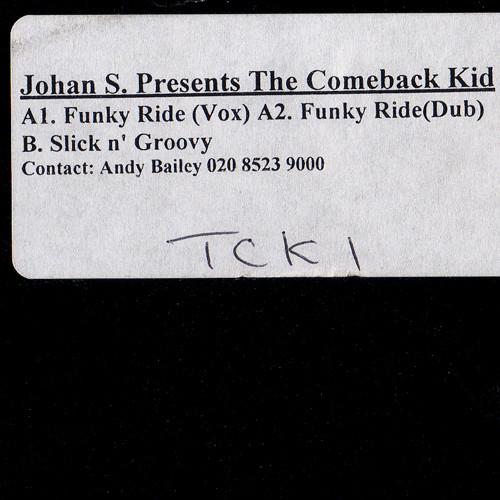 Johan S. Presents The Comeback Kid
A1. Funky Ride (Vox) A2. Funky Ride(Dub)
B. Slick n' Groovy
Contact: Andy Bailey 020 8523 9000
TCK1